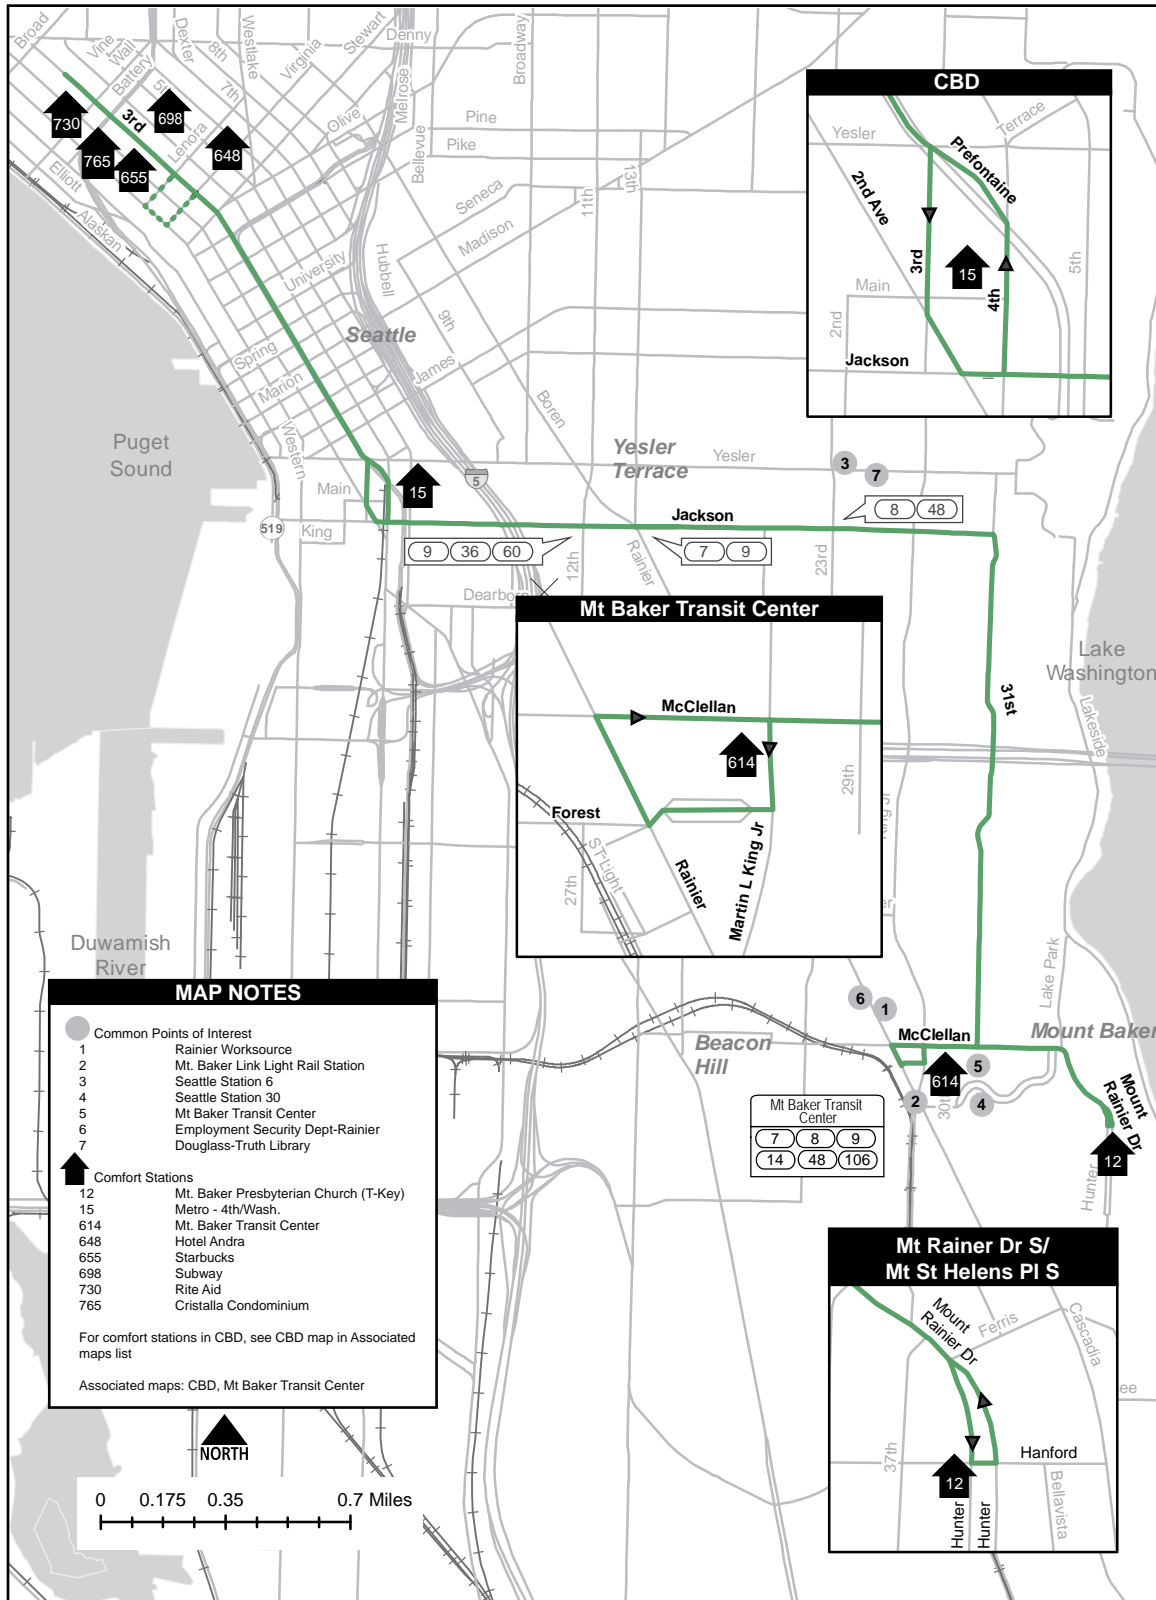 Broad
Vine
Wall
Battery
Dexter
8th
Westlake
7th
5th
Virginia
Stewart
Denny
Melrose
Broadway
Olive
Bellevue
Pine
Pike
3rd
Lenora
Elliott
Alaskan
730
698
765
655
648
Seneca
Madison
11th
13th
University
Hubbell
9th
Seattle
Spring
Marion
James
Boren
Western
Puget
Sound
Yesler
Terrace
Yesler
3
7
Main
15
5
519
King
Jackson
8 48
9 36 60
7 9
12th
Rainier
23rd
Dearborn
31st
Lake
Washington
Lakeside
CBD
Yesler
Terrace
Prefontaine
2nd Ave
3rd
15
4th
5th
Main
2nd
Jackson
Mt Baker Transit Center
McClellan
614
29th
Forest
ST Light
27th
Rainier
Martin L King Jr
King Jr
er
Duwamish
River
Lake Park
6
1
McClellan
Mount Baker
Beacon
Hill
5
614
30th
2
4
Mount
Rainier Dr
12
Hunter
Mt Baker Transit
Center
7 8 9
14 48 106
MAP NOTES
Common Points of Interest
1 Rainier Worksource
2 Mt. Baker Link Light Rail Station
3 Seattle Station 6
4 Seattle Station 30
5 Mt Baker Transit Center
6 Employment Security Dept-Rainier
7 Douglass-Truth Library
Comfort Stations
12 Mt. Baker Presbyterian Church (T-Key)
15 Metro - 4th/Wash.
614 Mt. Baker Transit Center
648 Hotel Andra
655 Starbucks
698 Subway
730 Rite Aid
765 Cristalla Condominium
For comfort stations in CBD, see CBD map in Associated
maps list
Associated maps: CBD, Mt Baker Transit Center
NORTH
0 0.175 0.35 0.7 Miles
Mt Rainer Dr S/
Mt St Helens Pl S
Mount
Rainier Dr
Ferris
Cascadia
ee
37th
Hanford
12
Hunter
Hunter
Bellavista